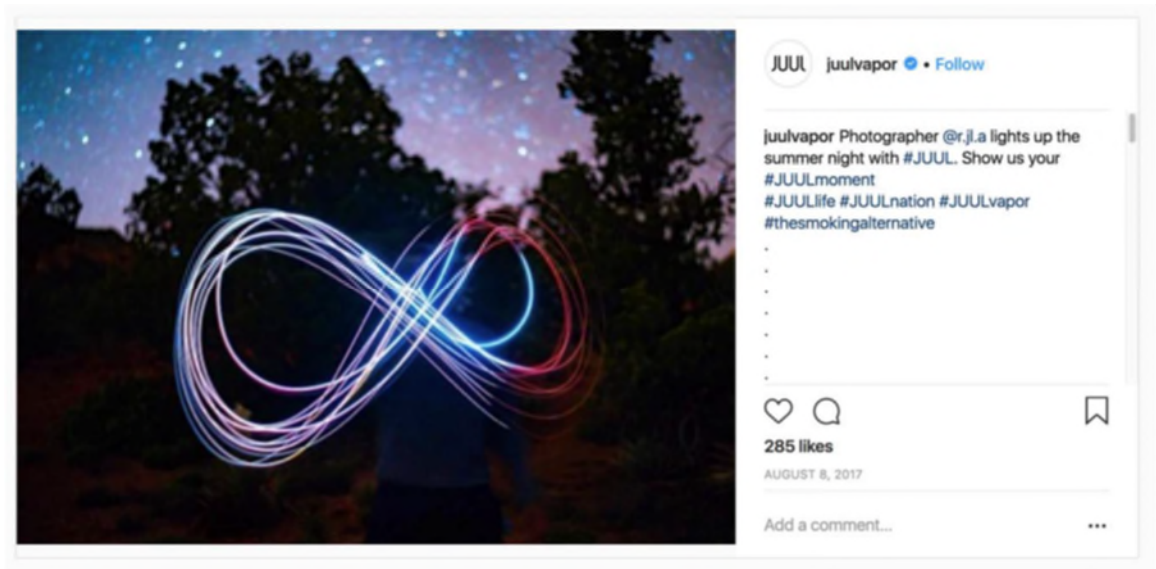 JUUL juulvapor • Follow
juulvapor Photographer @r.jl.a lights up the
summer night with #JUUL. Show us your
#JUULmoment
#JUULlife #JUULnation #JUULvapor
#thesmokingalternative
.
.
.
.
.
.
.
285 likes
AUGUST 8, 2017
Add a comment...